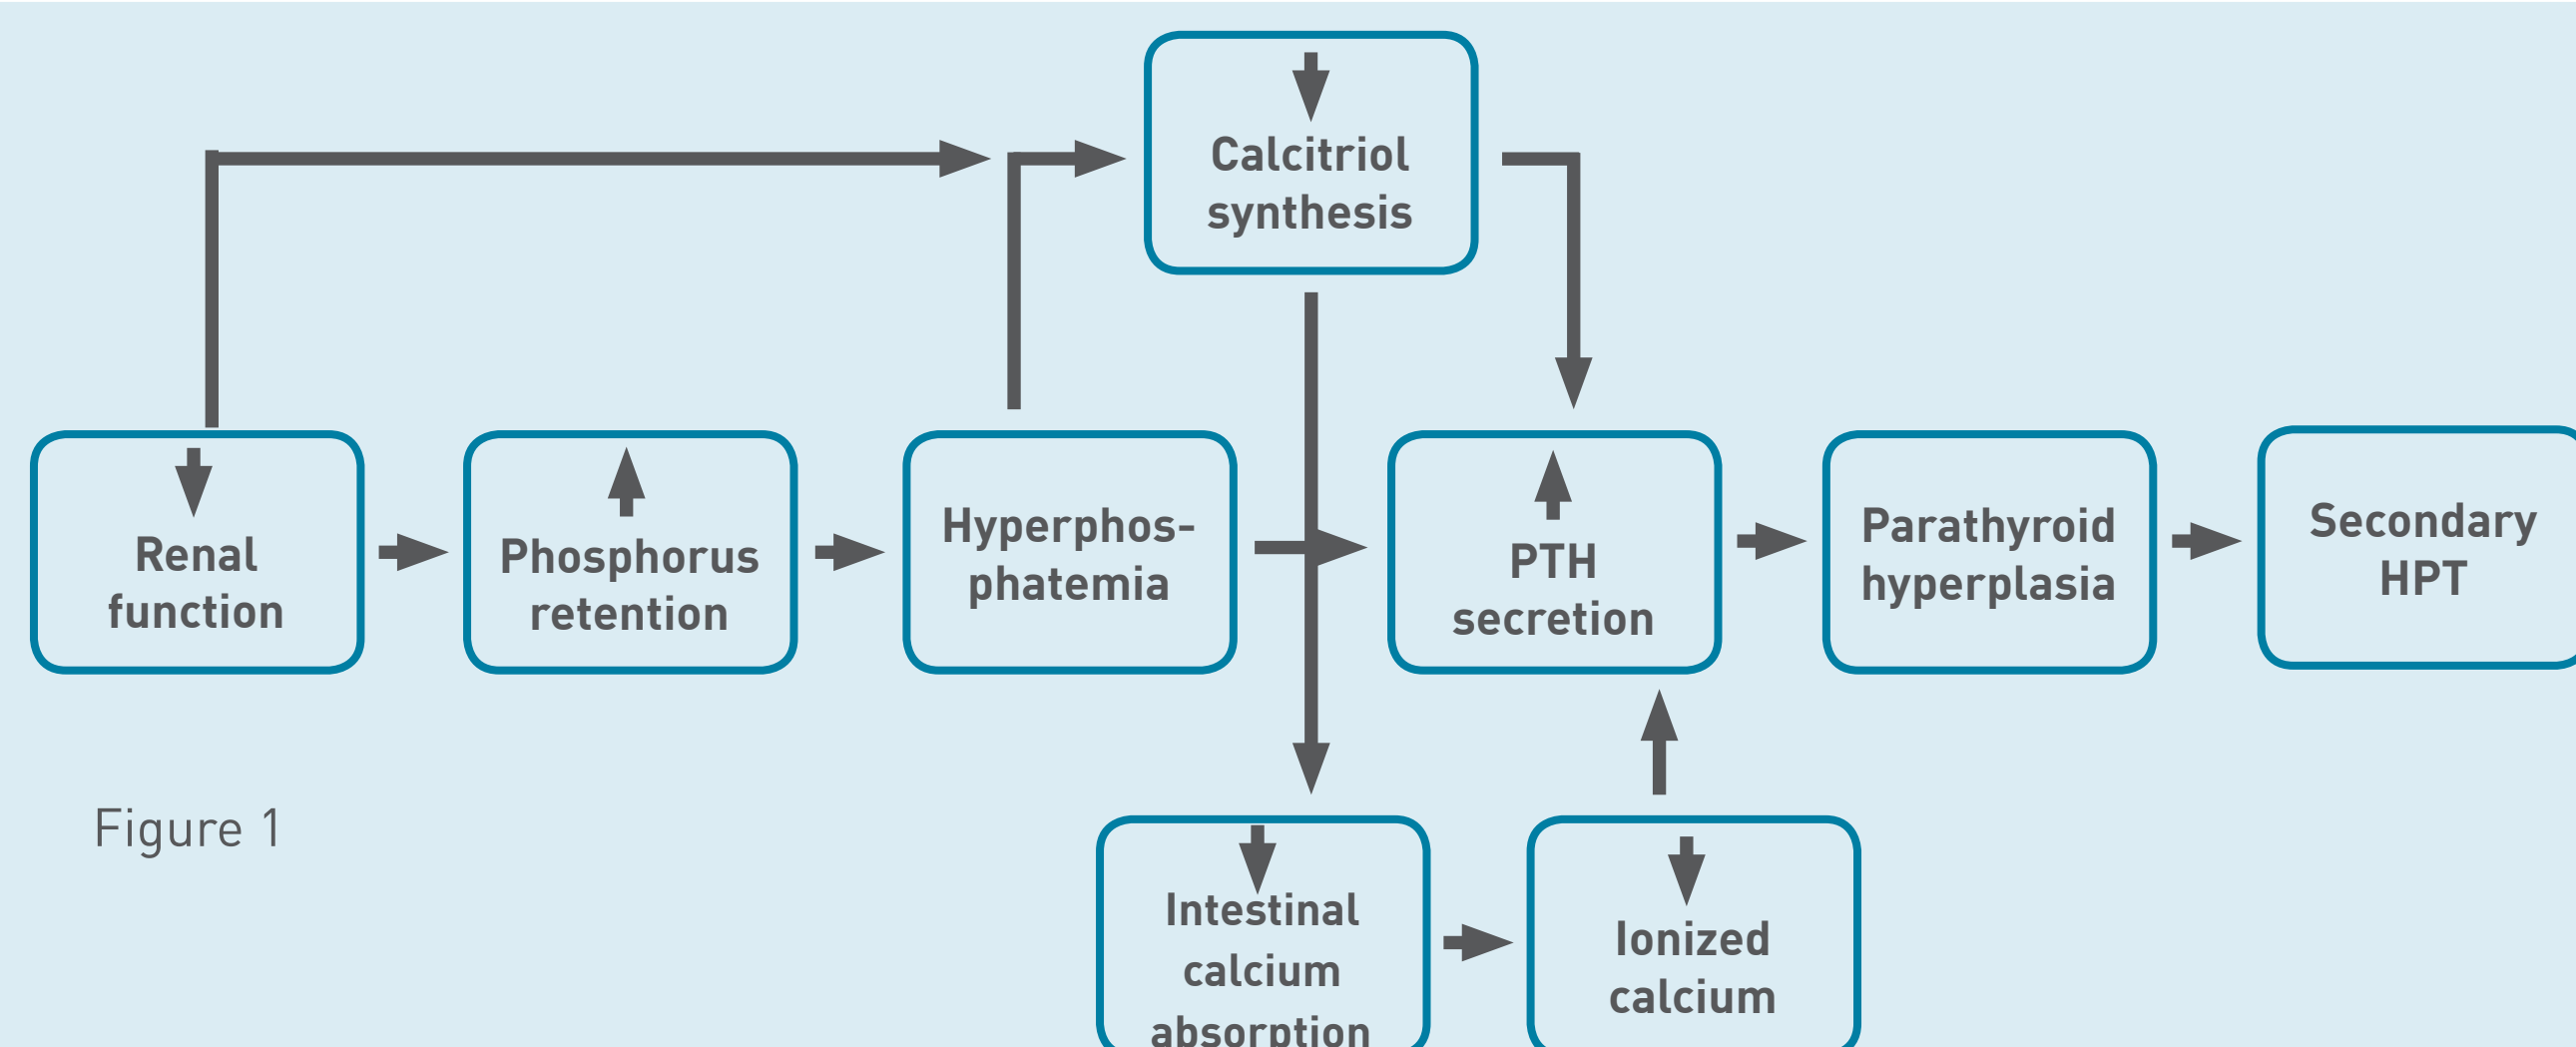 Calcitriol
synthesis
Renal
function
Phosphorus
retention
Hyperphos-
phatemia
PTH
secretion
Parathyroid
hyperplasia
Secondary
HPT
Figure 1
Intestinal
calcium
absorption
Ionized
calcium